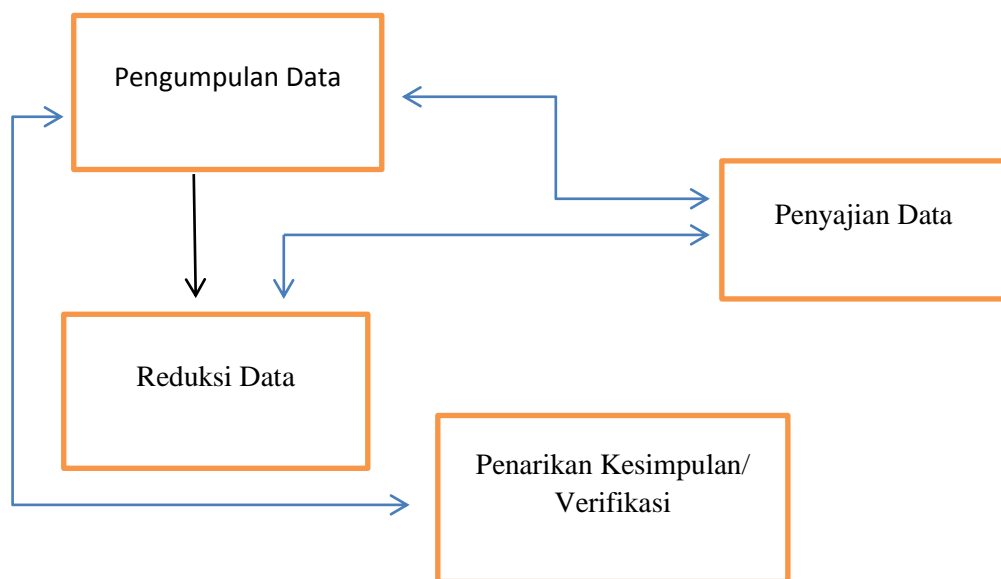 Pengumpulan Data
Penyajian Data
Reduksi Data
Penarikan Kesimpulan/
Verifikasi